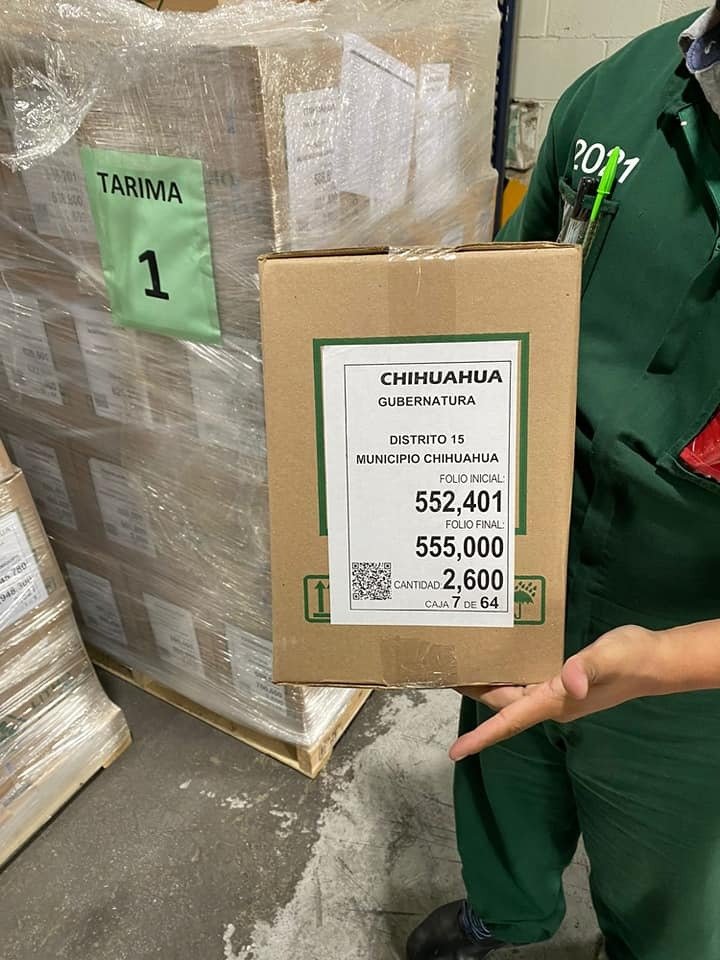 TARIMA
1
2021
CHIHUAHUA
GUBERNATURA
DISTRITO 15
MUNICIPIO CHIHUAHUA
FOLIO INICIAL:
552,401
FOLIO FINAL:
555,000
CANTIDAD: 2,600
CAJA 7 DE 64